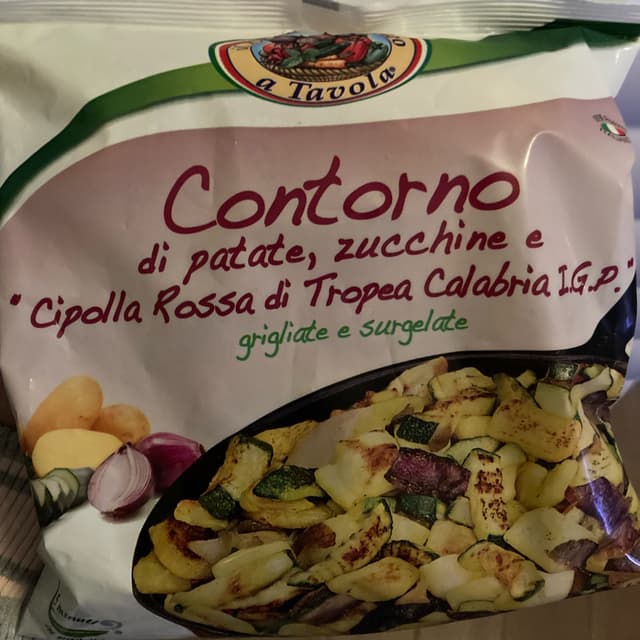 a Tavola
Contorno
di patate, zucchine e
"Cipolla Rossa di Tropea Calabria I.G.P."
grigliate e surgelate